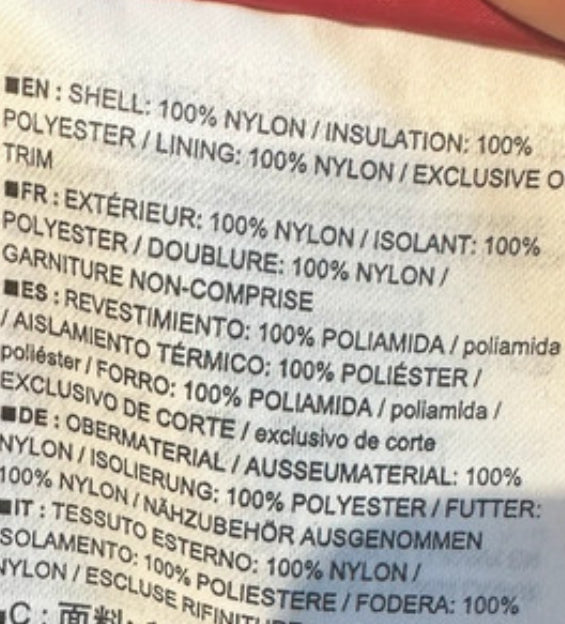 ■EN : SHELL: 100% NYLON / INSULATION: 100%
POLYESTER / LINING: 100% NYLON / EXCLUSIVE O
TRIM
■FR : EXTÉRIEUR: 100% NYLON / ISOLANT: 100%
POLYESTER / DOUBLURE: 100% NYLON /
GARNITURE NON-COMPRISE
■ES : REVESTIMIENTO: 100% POLIAMIDA / poliamida
/ AISLAMIENTO TÉRMICO: 100% POLIÉSTER /
poliéster / FORRO: 100% POLIAMIDA / poliamida /
EXCLUSIVO DE CORTE / exclusivo de corte
■DE : OBERMATERIAL / AUSSEUMATERIAL: 100%
NYLON / ISOLIERUNG: 100% POLYESTER / FUTTER:
100% NYLON / NÄHZUBEHÖR AUSGENOMMEN
■IT : TESSUTO ESTERNO: 100% NYLON /
SOLAMENTO: 100% POLIESTERE / FODERA: 100%
NYLON / ESCLUSE RIFINITURE
■C : 面料: